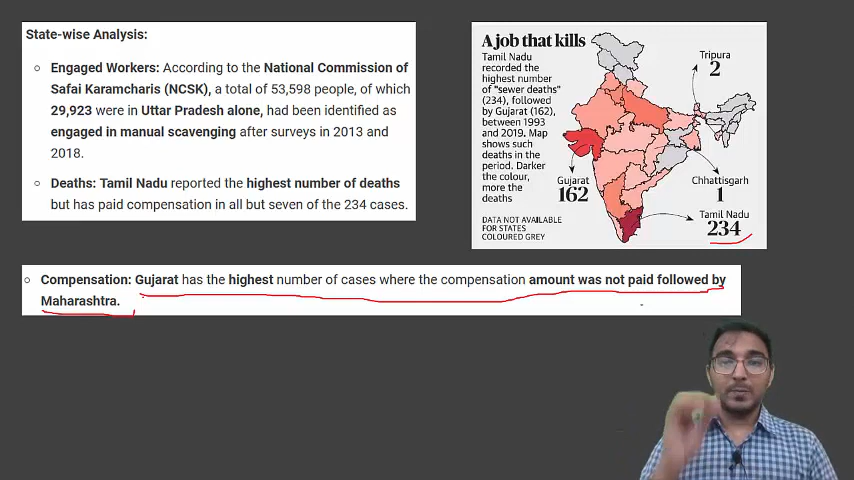 State-wise Analysis:
Engaged Workers: According to the National Commission of
Safai Karamcharis (NCSK), a total of 53,598 people, of which
29,923 were in Uttar Pradesh alone, had been identified as
engaged in manual scavenging after surveys in 2013 and
2018.
Deaths: Tamil Nadu reported the highest number of deaths
but has paid compensation in all but seven of the 234 cases.
A job that kills
Tamil Nadu
recorded the
highest number
of "sewer deaths"
(234), followed
by Gujarat (162),
between 1993
and 2019. Map
shows such
deaths in the
period. Darker
the colour,
more the
deaths
DATA NOT AVAILABLE
FOR STATES
COLOURED GREY
Tripura
2
Gujarat
162
Chhattisgarh
1
Tamil Nadu
234
Compensation: Gujarat has the highest number of cases where the compensation amount was not paid followed by
Maharashtra.